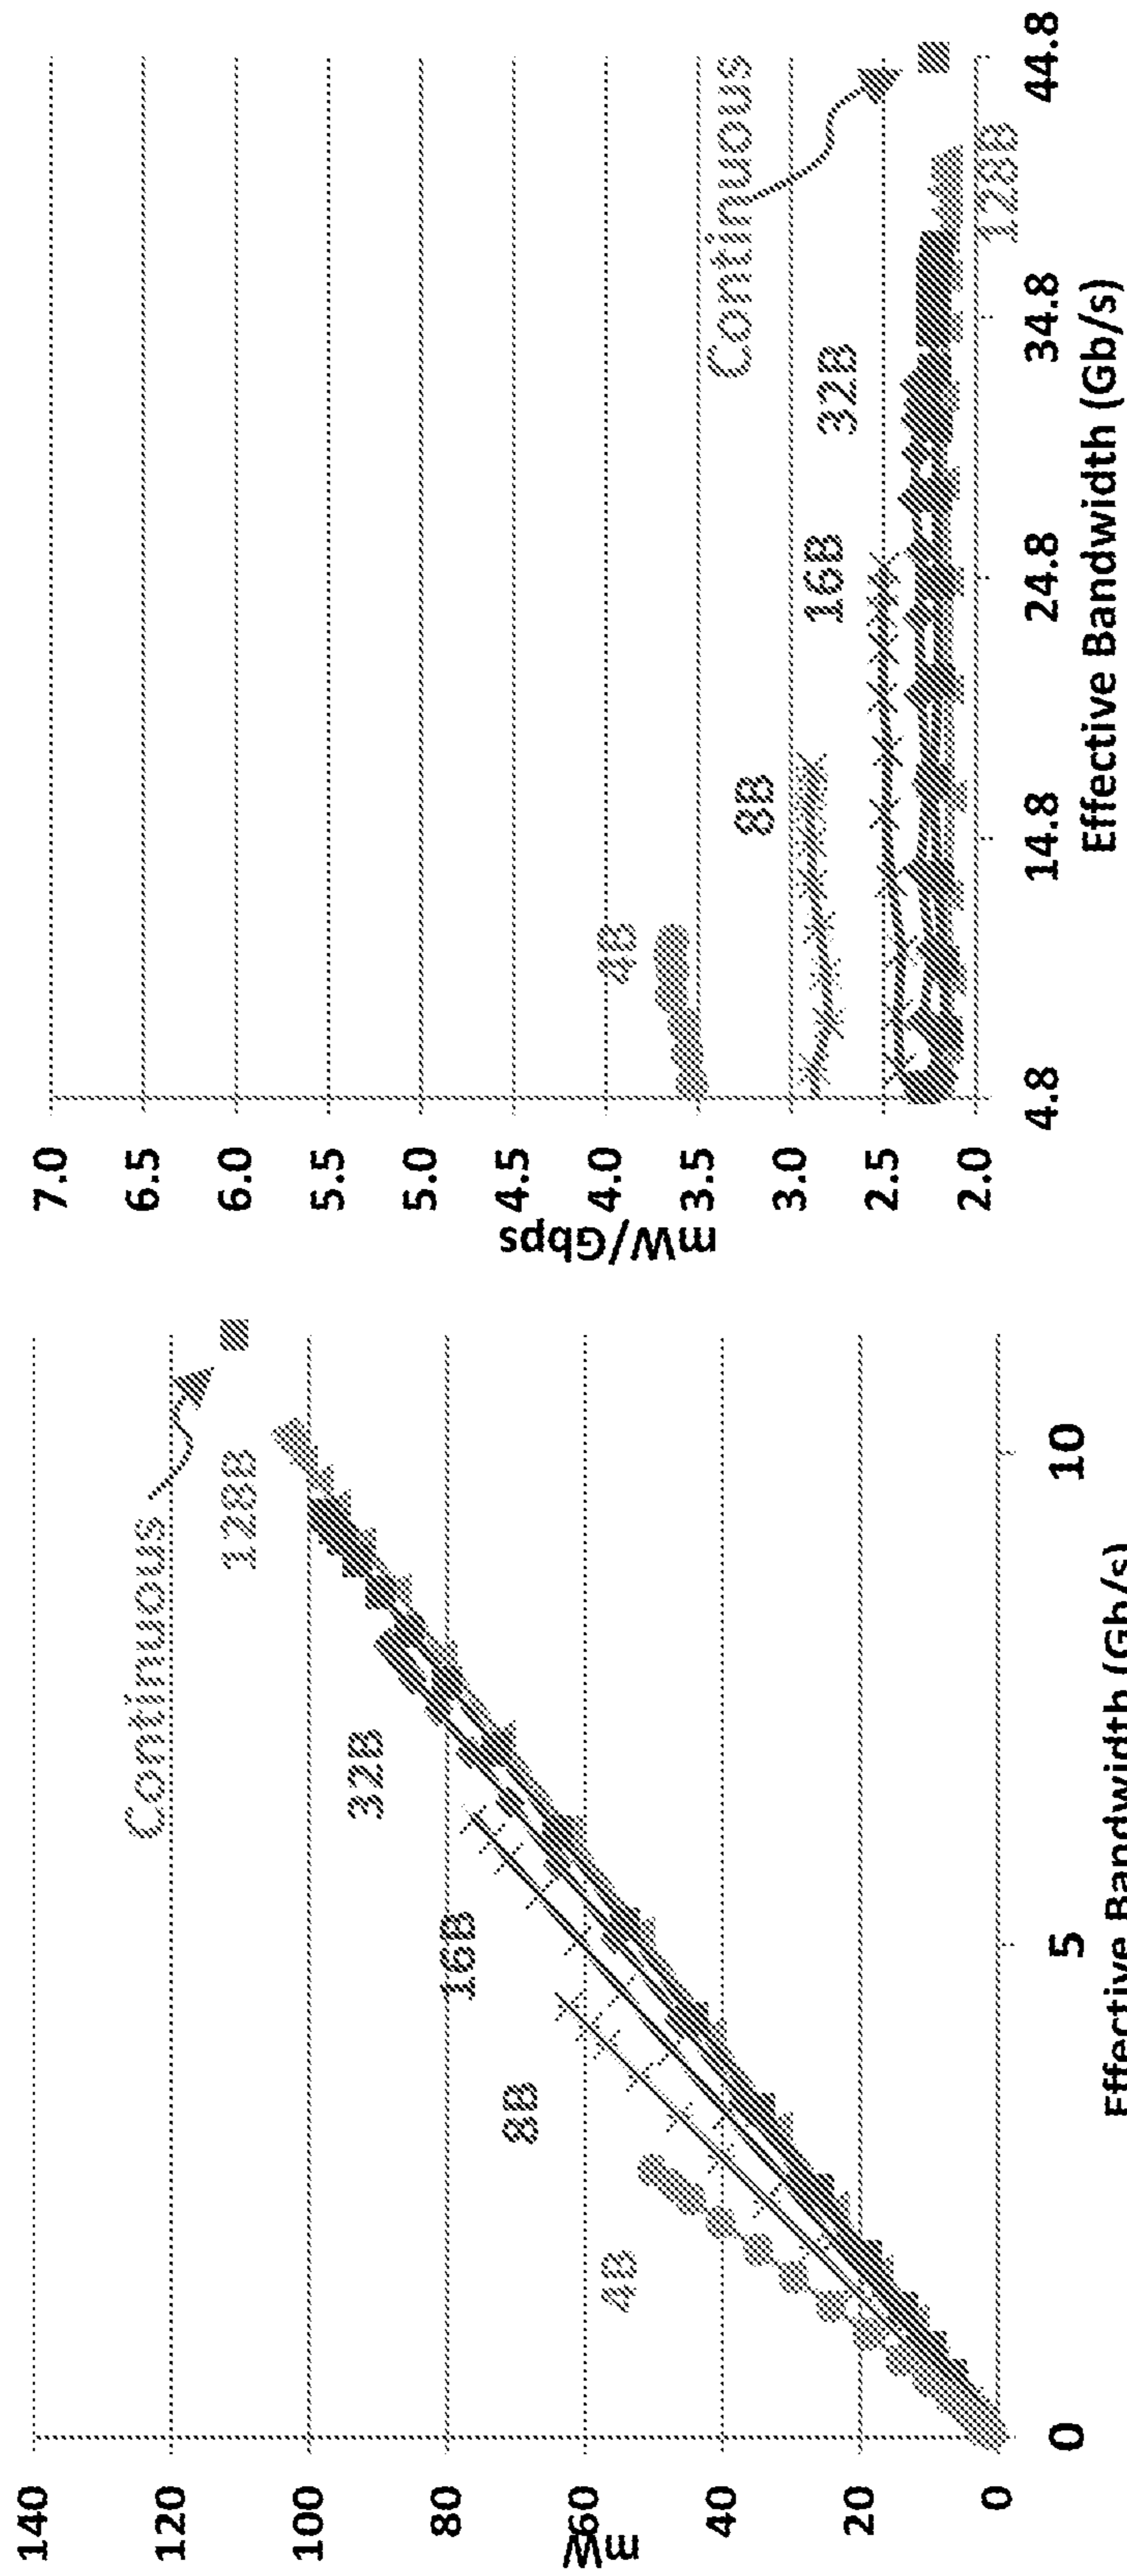 140
120
100
80
60
40
20
0
mW
0
5
10
Effective Bandwidth (Gb/s)
4B
8B
16B
32B
128B
Continuous
7.0
6.5
6.0
5.5
5.0
4.5
4.0
3.5
3.0
2.5
2.0
mW/Gbps
4.8
14.8
24.8
34.8
44.8
Effective Bandwidth (Gb/s)
4B
8B
16B
32B
128B
Continuous